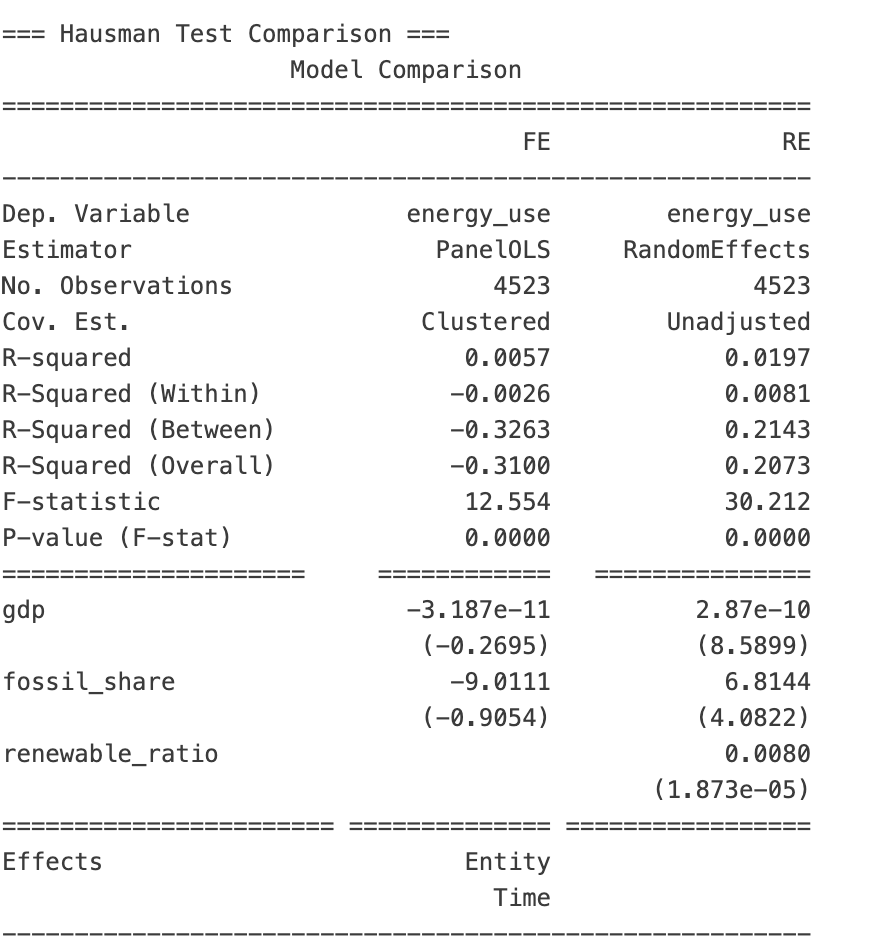 === Hausman Test Comparison ===
                    Model Comparison
========================================================
                                    FE                RE
--------------------------------------------------------
Dep. Variable               energy_use        energy_use
Estimator                     PanelOLS     RandomEffects
No. Observations                  4523              4523
Cov. Est.                    Clustered        Unadjusted
R-squared                       0.0057            0.0197
R-Squared (Within)             -0.0026            0.0081
R-Squared (Between)            -0.3263            0.2143
R-Squared (Overall)            -0.3100            0.2073
F-statistic                     12.554            30.212
P-value (F-stat)                0.0000            0.0000
=====================     ============   ===============
gdp                         -3.187e-11          2.87e-10
                             (-0.2695)          (8.5899)
fossil_share                   -9.0111            6.8144
                             (-0.9054)          (4.0822)
renewable_ratio                                   0.0080
                                             (1.873e-05)
======================= ============== =================
Effects                         Entity
                                  Time
--------------------------------------------------------